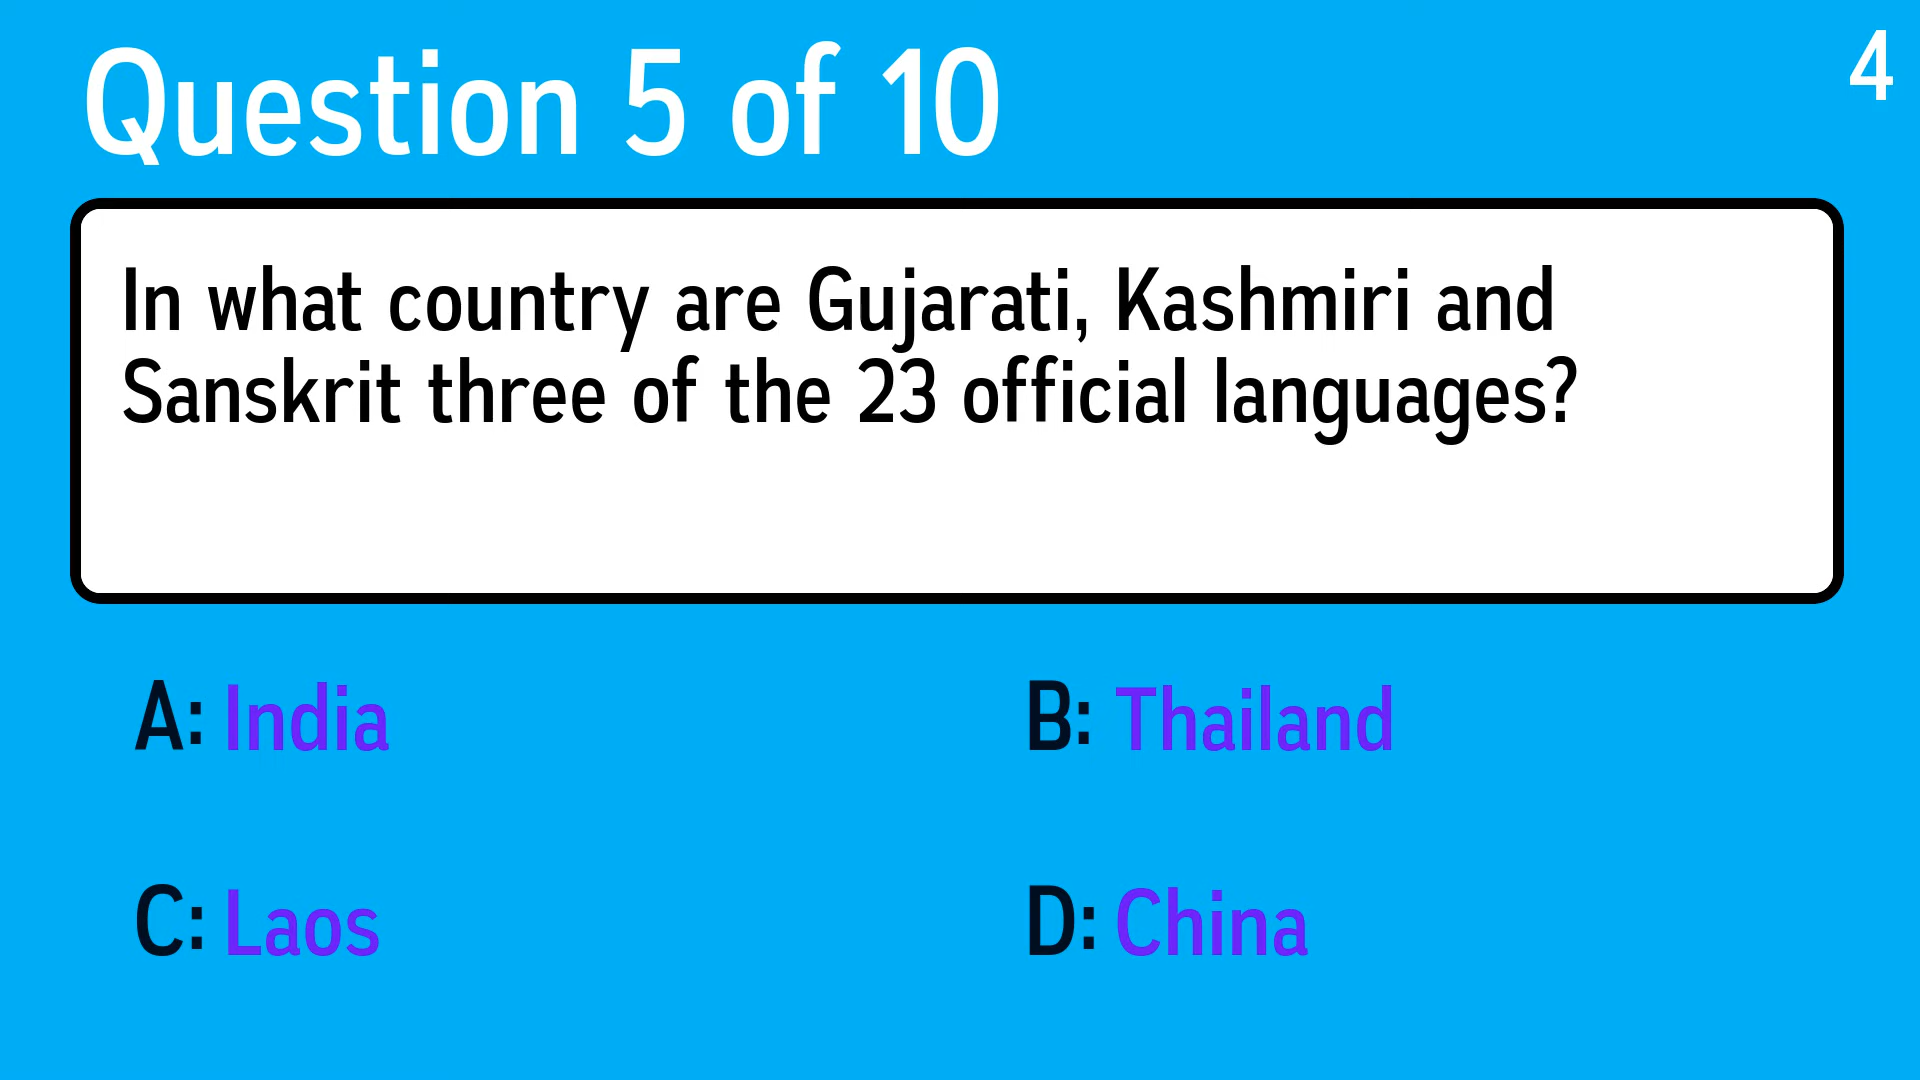 Question 5 of 10
4
In what country are Gujarati, Kashmiri and
Sanskrit three of the 23 official languages?
A: India
B: Thailand
C: Laos
D: China